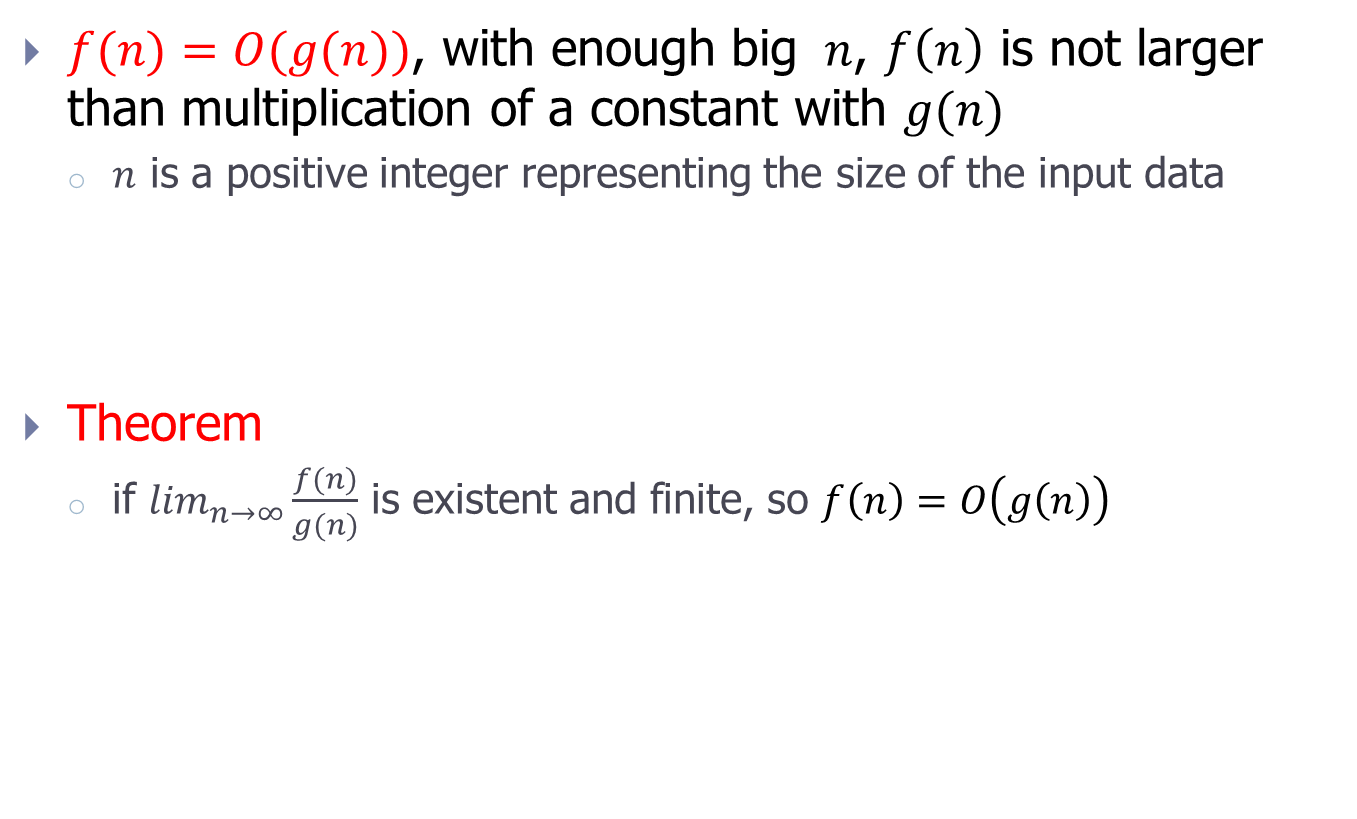 f(n) = O(g(n)), with enough big n, f(n) is not larger
than multiplication of a constant with g(n)
n is a positive integer representing the size of the input data
Theorem
if lim_{n→∞} f(n)/g(n) is existent and finite, so f(n) = O(g(n))